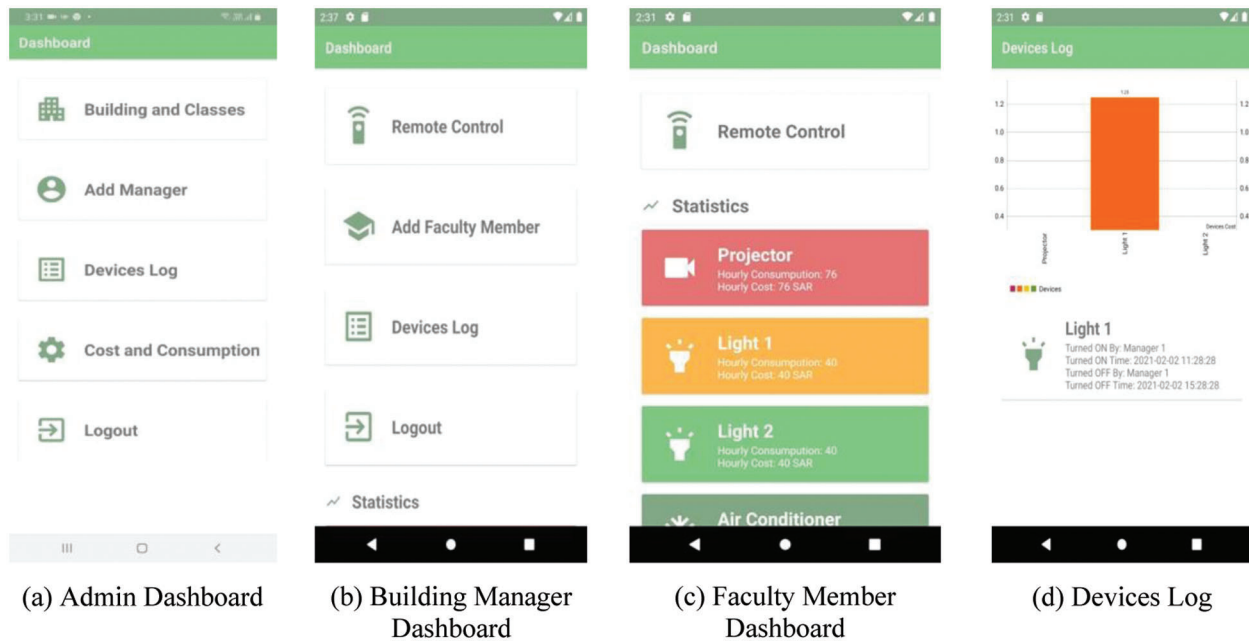 3:31
Dashboard
Building and Classes
Add Manager
Devices Log
Cost and Consumption
Logout
(a) Admin Dashboard
2:37
Dashboard
Remote Control
Add Faculty Member
Devices Log
Logout
Statistics
(b) Building Manager
Dashboard
2:31
Dashboard
Remote Control
Statistics
Projector
Hourly Consumpution: 76
Hourly Cost: 76 SAR
Light 1
Hourly Consumpution: 40
Hourly Cost: 40 SAR
Light 2
Hourly Consumpution: 40
Hourly Cost: 40 SAR
Air Conditioner
(c) Faculty Member
Dashboard
2:31
Devices Log
1.2 1.2
1.0 1.0
0.8 0.8
0.6 0.6
0.4 0.4
Devices Cost
Projector
Light 1
Light 2
Devices
Light 1
Turned ON By: Manager 1
Turned ON Time: 2021-02-02 11:28:28
Turned OFF By: Manager 1
Turned OFF Time: 2021-02-02 15:28:28
(d) Devices Log